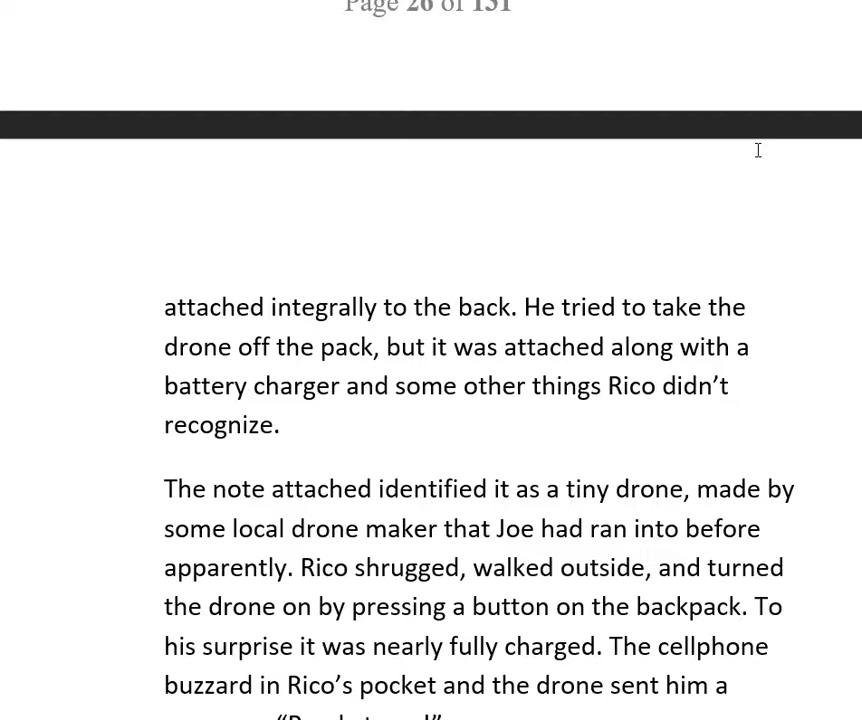 Page 26 of 131
attached integrally to the back. He tried to take the
drone off the pack, but it was attached along with a
battery charger and some other things Rico didn’t
recognize.
The note attached identified it as a tiny drone, made by
some local drone maker that Joe had ran into before
apparently. Rico shrugged, walked outside, and turned
the drone on by pressing a button on the backpack. To
his surprise it was nearly fully charged. The cellphone
buzzard in Rico’s pocket and the drone sent him a